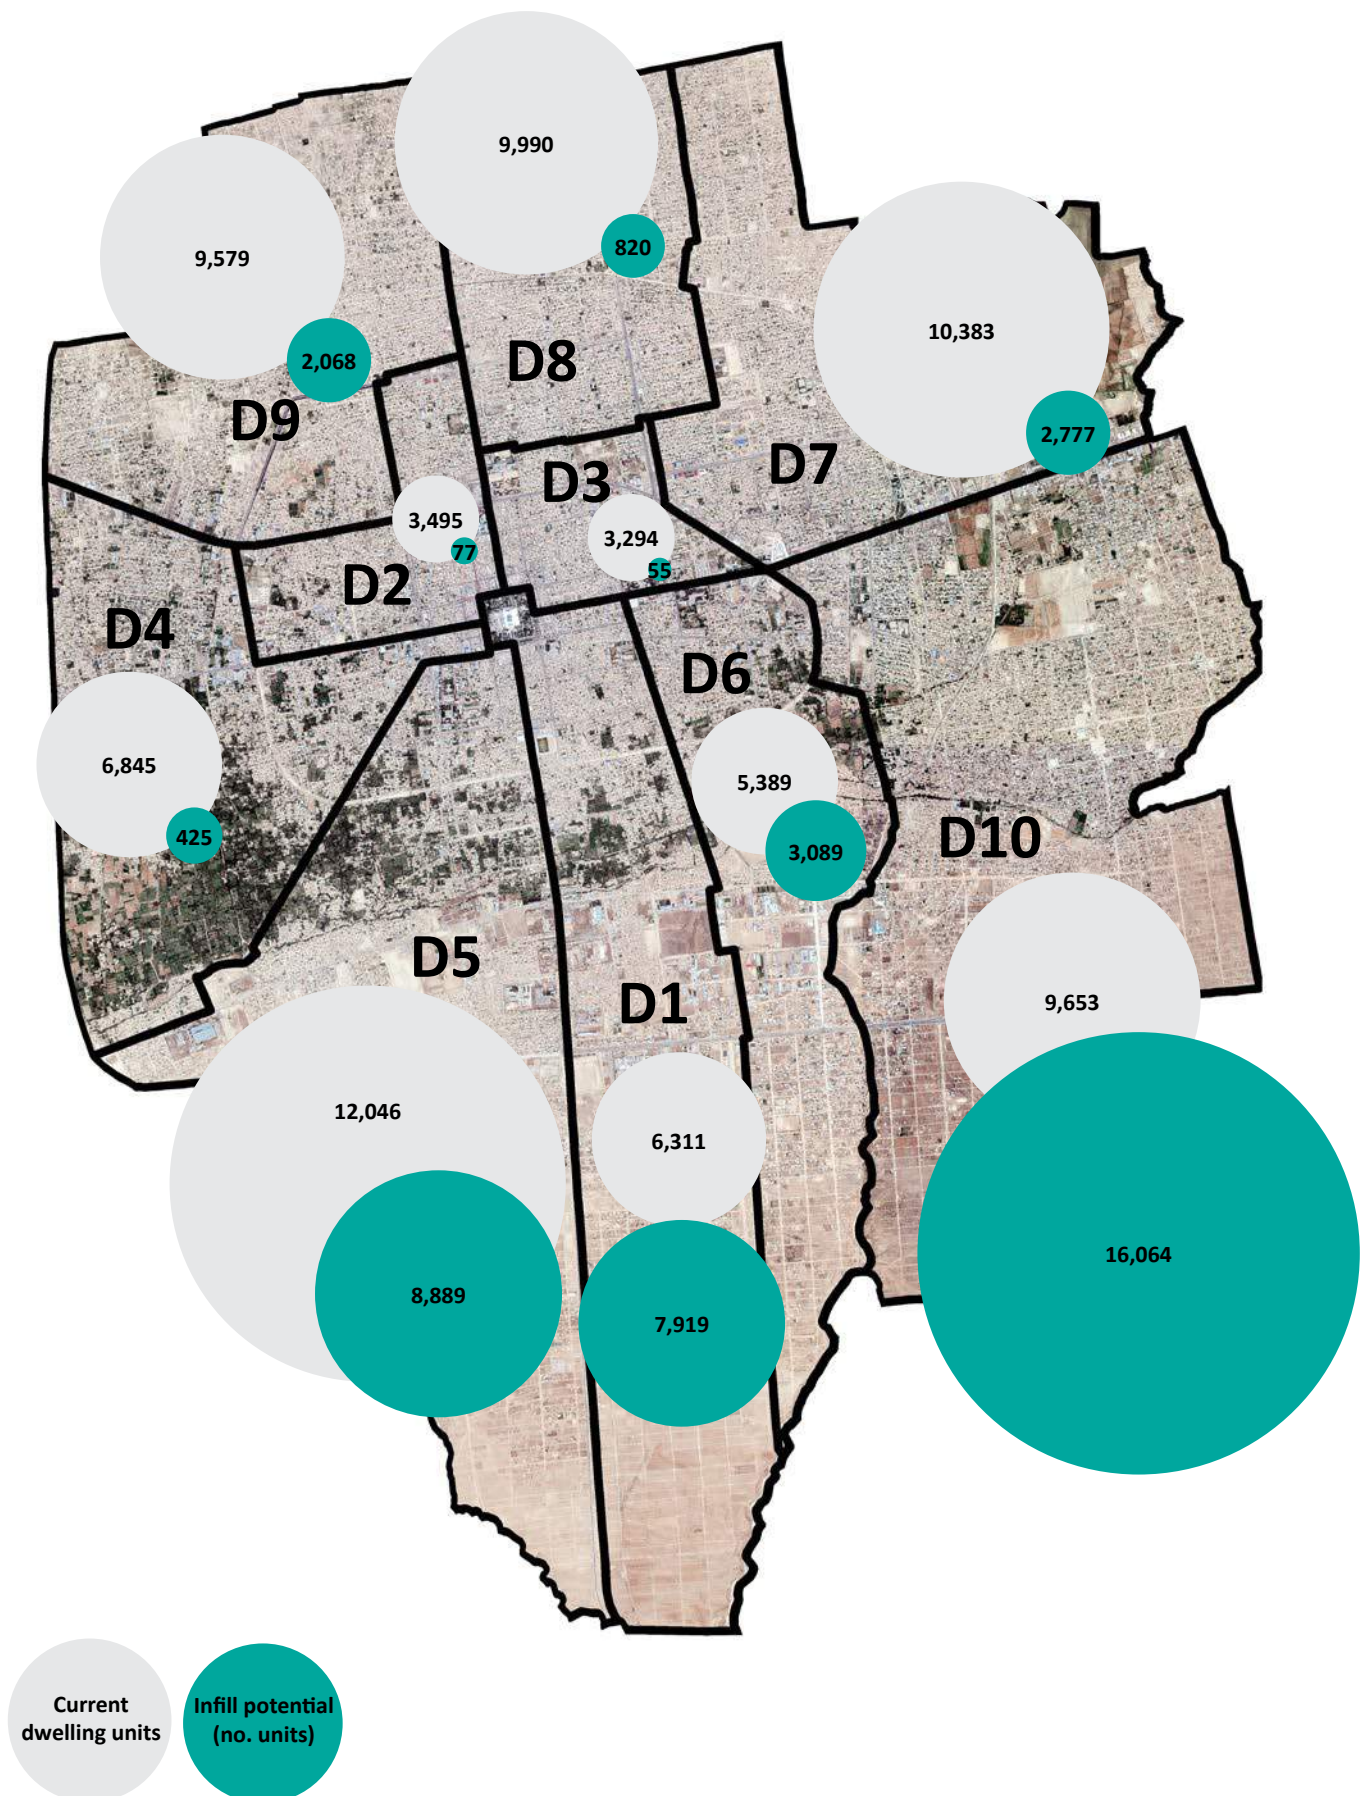 9,990
820
9,579
2,068
10,383
2,777
D8
D9
D7
D3
3,495
77
3,294
55
D2
D4
D6
6,845
425
5,389
3,089
D10
D5
D1
9,653
12,046
6,311
8,889
7,919
16,064
Current
dwelling units
Infill potential
(no. units)